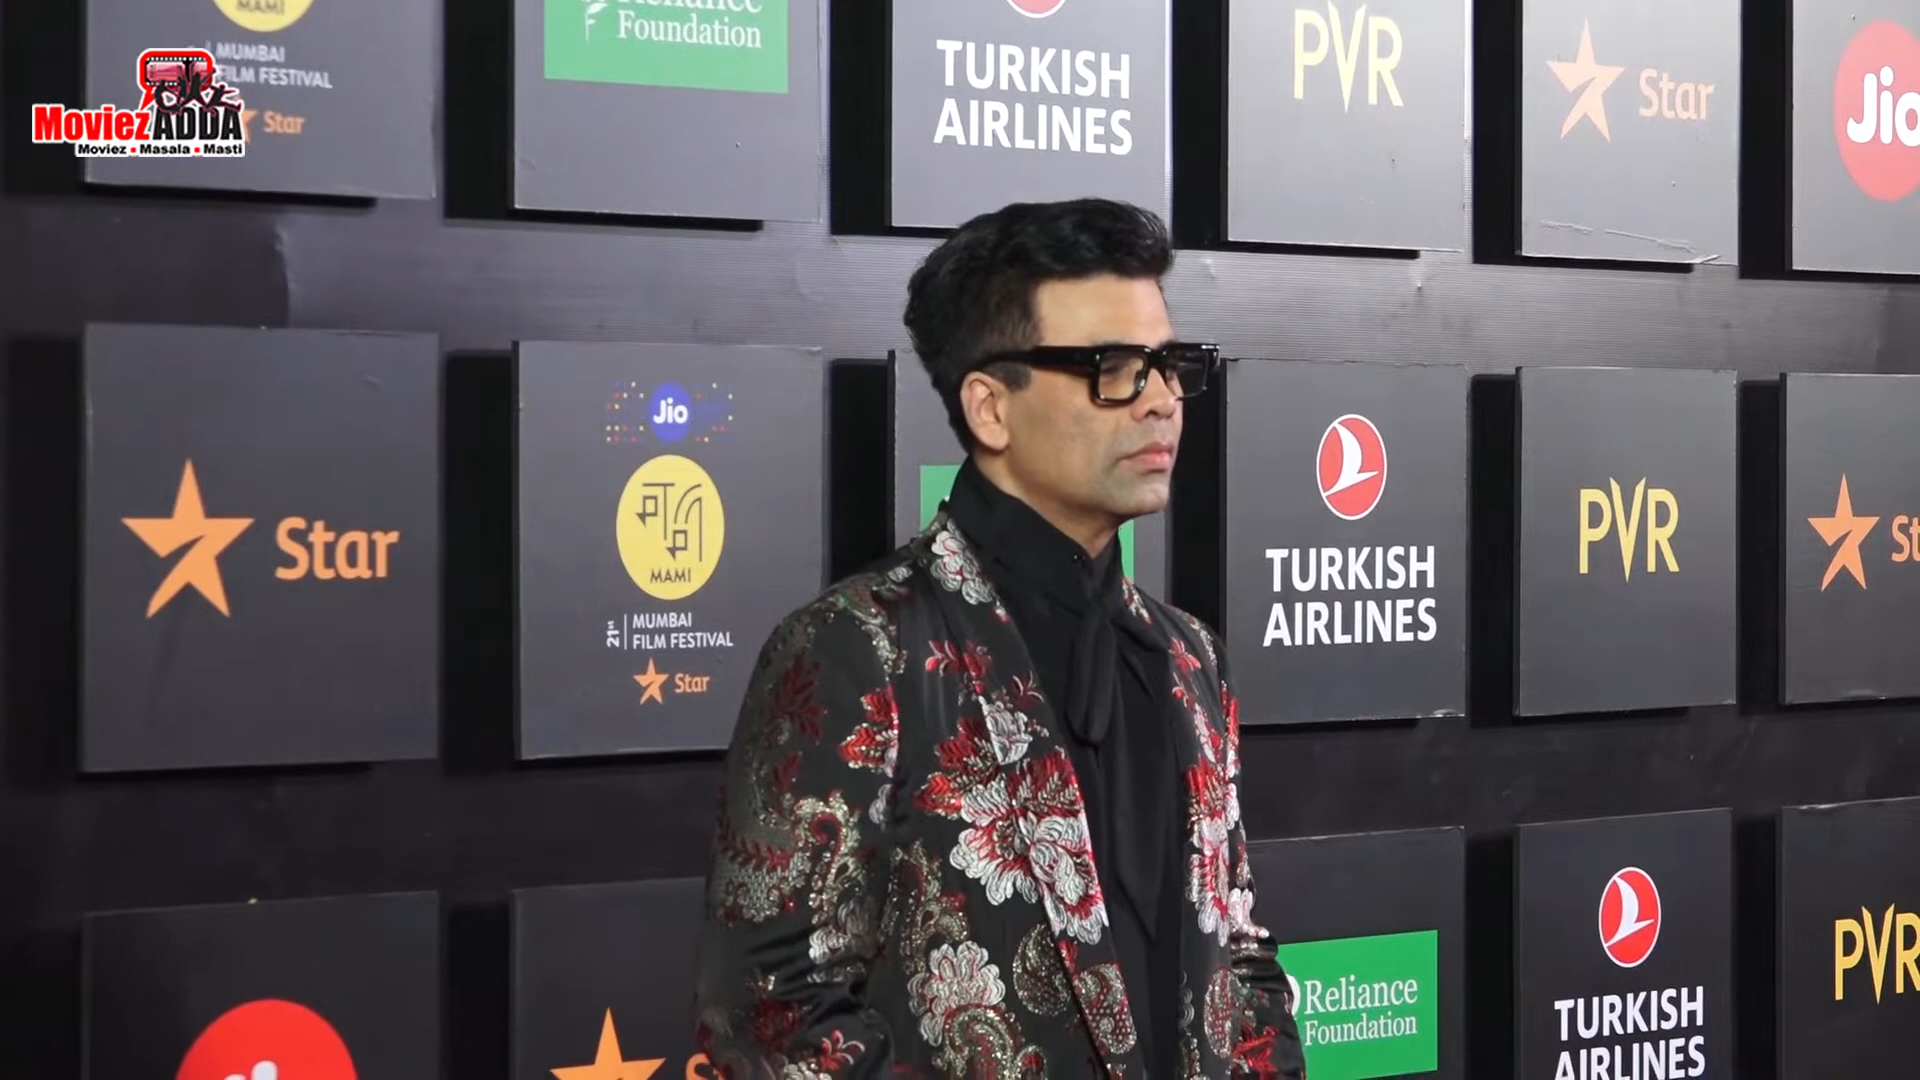 MAMI
MUMBAI
FILM FESTIVAL
Star
MoviezADDA
Moviez • Masala • Masti
Reliance
Foundation
TURKISH
AIRLINES
PVR
Star
Jio
Star
Jio
मामी
MAMI
21st
MUMBAI
FILM FESTIVAL
Star
TURKISH
AIRLINES
PVR
Reliance
Foundation
TURKISH
AIRLINES
PVR